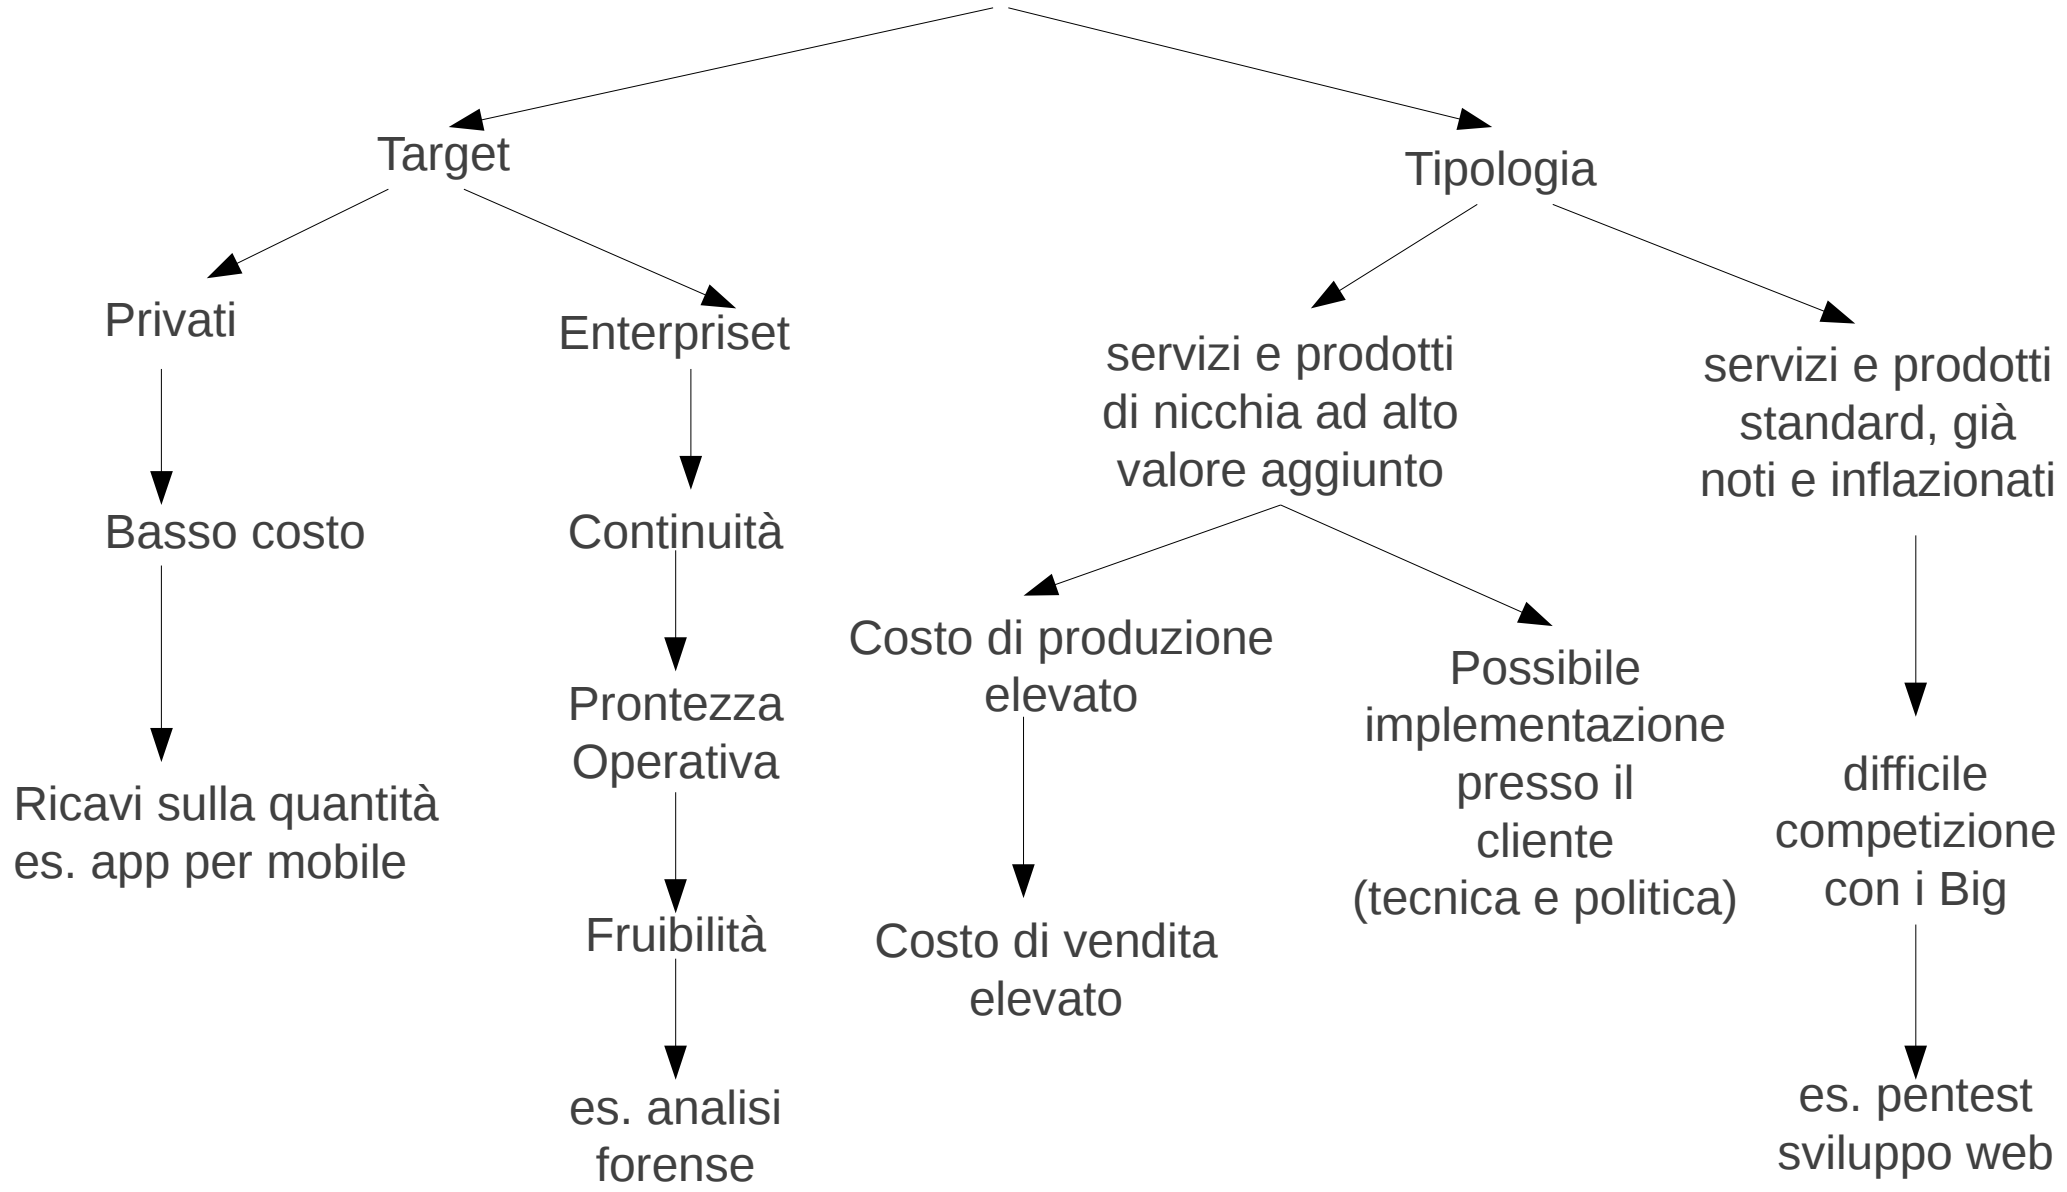 Target
Tipologia
Privati
Enterpriset
servizi e prodotti
di nicchia ad alto
valore aggiunto
servizi e prodotti
standard, già
noti e inflazionati
Basso costo
Continuità
Costo di produzione
elevato
Possibile
implementazione
presso il
cliente
(tecnica e politica)
Prontezza
Operativa
difficile
competizione
con i Big
Ricavi sulla quantità
es. app per mobile
Fruibilità
Costo di vendita
elevato
es. analisi
forense
es. pentest
sviluppo web